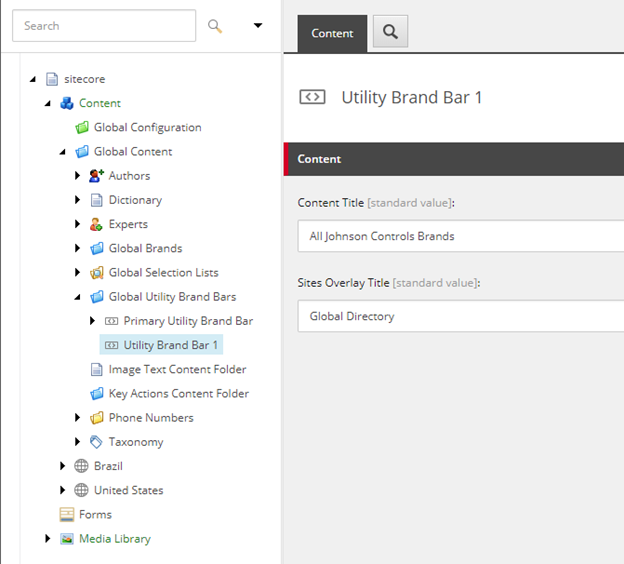 Search
sitecore
Content
Global Configuration
Global Content
Authors
Dictionary
Experts
Global Brands
Global Selection Lists
Global Utility Brand Bars
Primary Utility Brand Bar
Utility Brand Bar 1
Image Text Content Folder
Key Actions Content Folder
Phone Numbers
Taxonomy
Brazil
United States
Forms
Media Library
Content
Utility Brand Bar 1
Content
Content Title [standard value]:
All Johnson Controls Brands
Sites Overlay Title [standard value]:
Global Directory